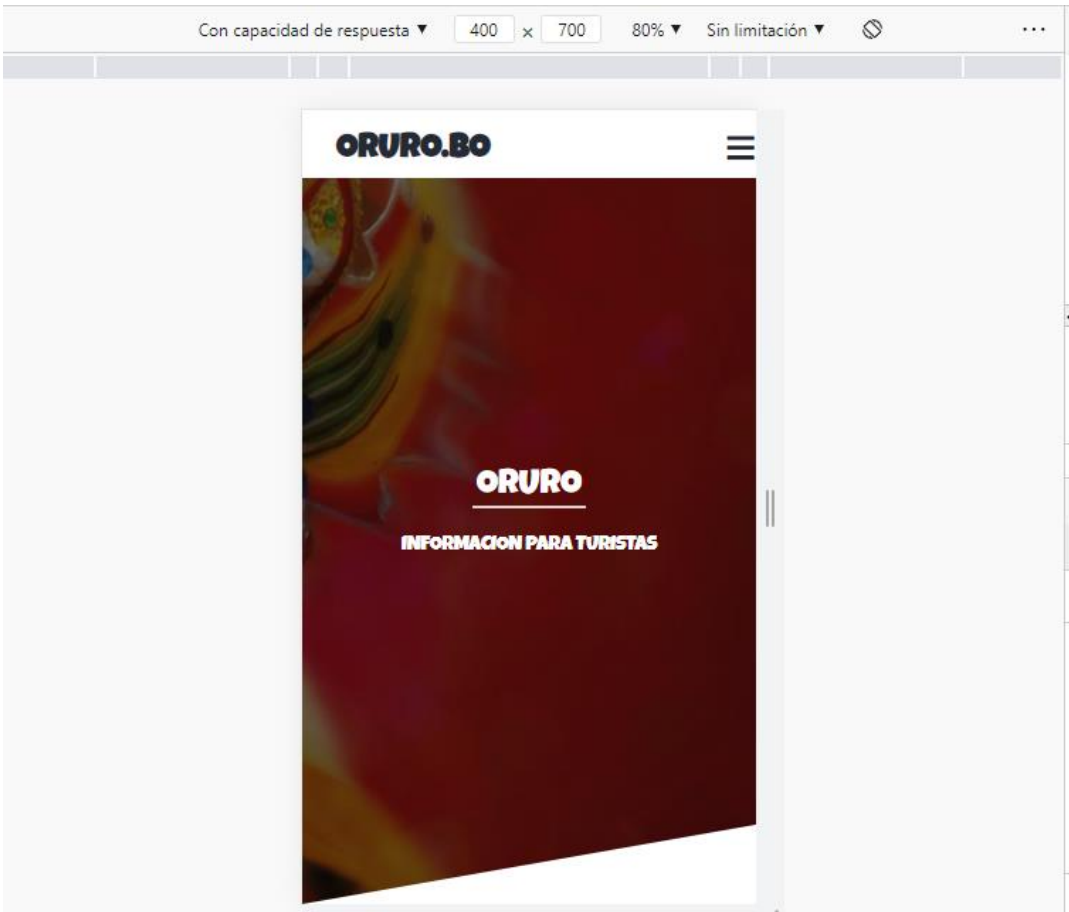 Con capacidad de respuesta ▼ 400 × 700 80% ▼ Sin limitación ▼ ...
ORURO.BO
ORURO
INFORMACION PARA TURISTAS